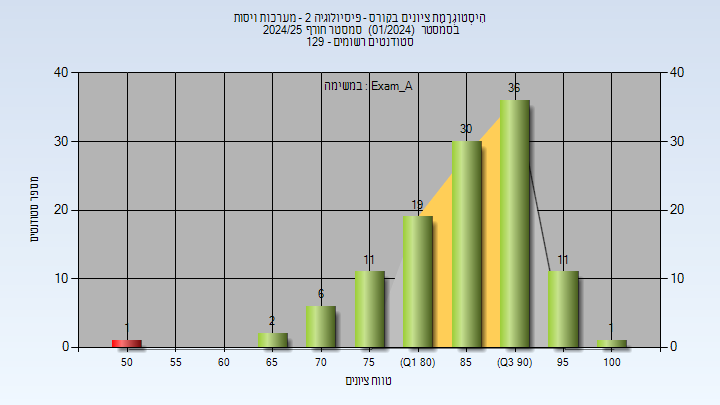 היסטוגרמת ציונים בקורס - פיסיולוגיה 2 - מערכות ויסות
בסמסטר (01/2024) סמסטר חורף 2024/25
סטודנטים רשומים - 129
במשימה : Exam_A
40
30
20
10
0
40
30
20
10
0
מספר סטודנטים
1
2
6
11
19
30
36
11
1
50 55 60 65 70 75 (Q1 80) 85 (Q3 90) 95 100
טווח ציונים